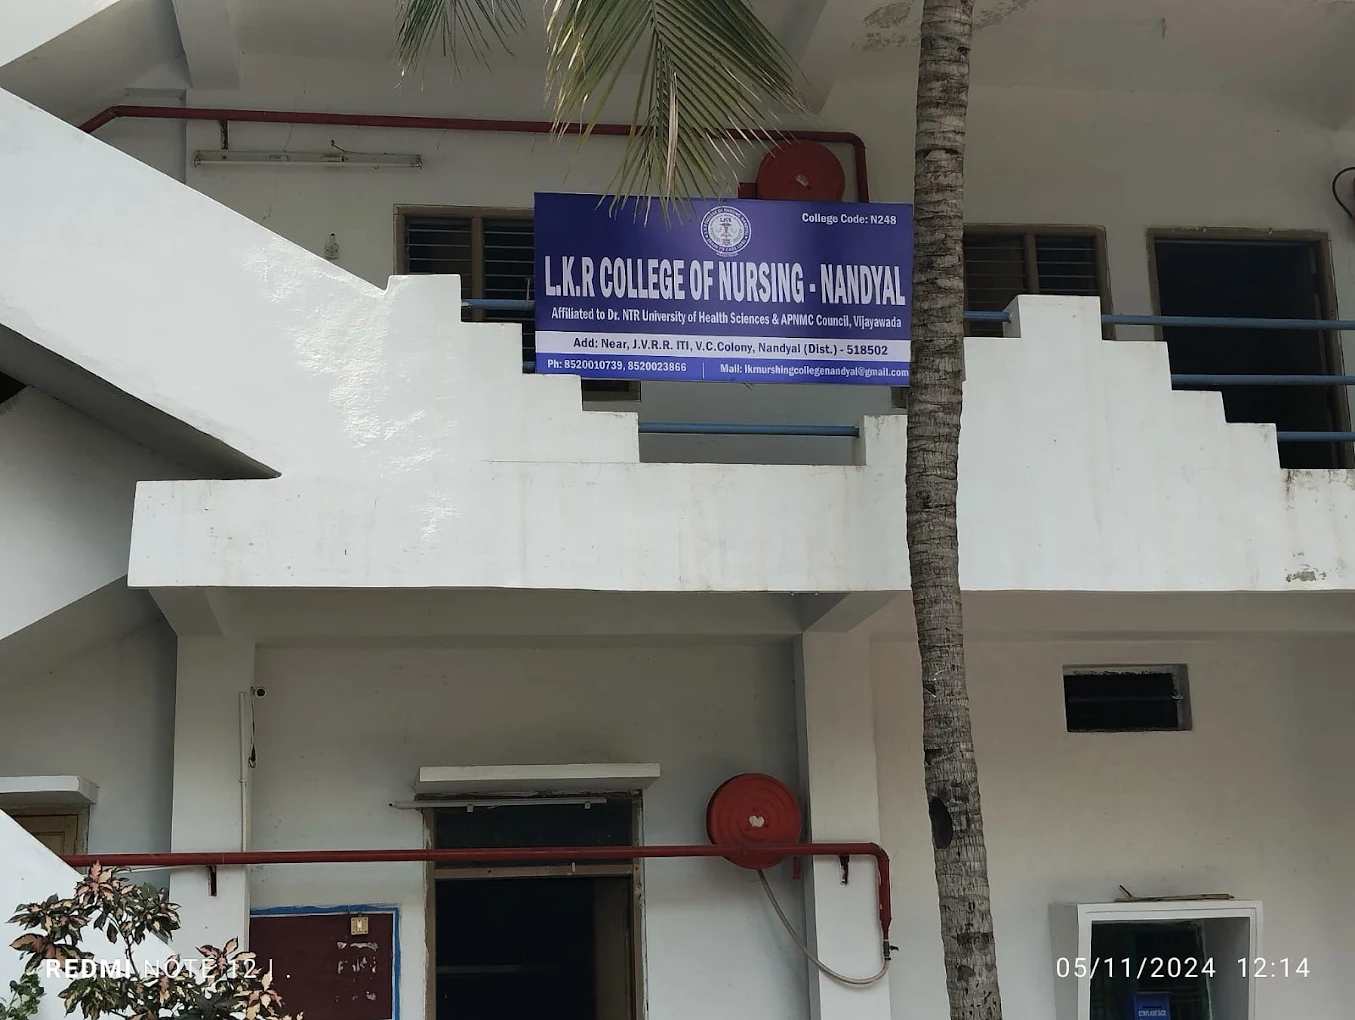 College Code: N248
L.K.R COLLEGE OF NURSING - NANDYAL
Affiliated to Dr. NTR University of Health Sciences & APNMC Council, Vijayawada
Add: Near, J.V.R.R. ITI, V.C.Colony, Nandyal (Dist.) - 518502
Ph: 8520010739, 8520023866 Mail: lkrnurshingcollegenandyal@gmail.com
REDMI NOTE 12 | .
05/11/2024 12:14